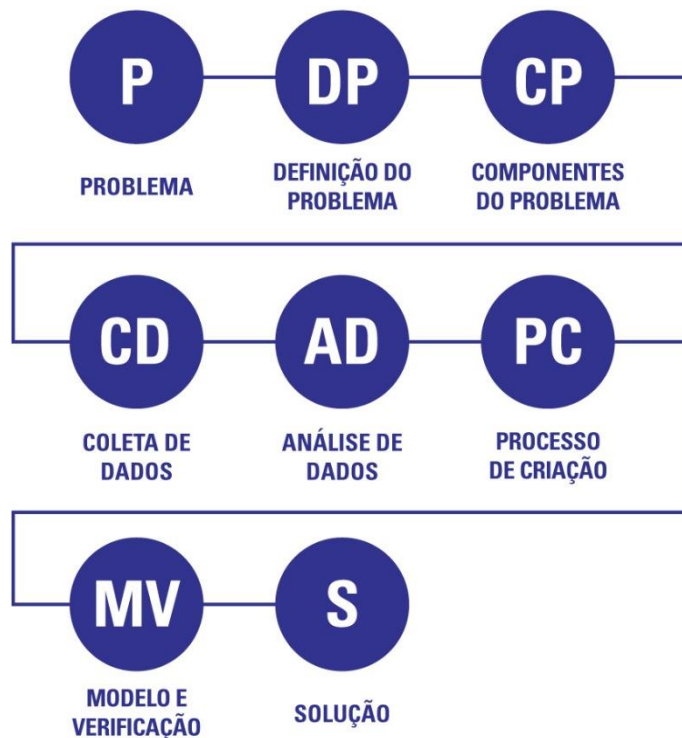 P
DP
CP
PROBLEMA
DEFINIÇÃO DO
PROBLEMA
COMPONENTES
DO PROBLEMA
CD
AD
PC
COLETA DE
DADOS
ANÁLISE DE
DADOS
PROCESSO
DE CRIAÇÃO
MV
S
MODELO E
VERIFICAÇÃO
SOLUÇÃO